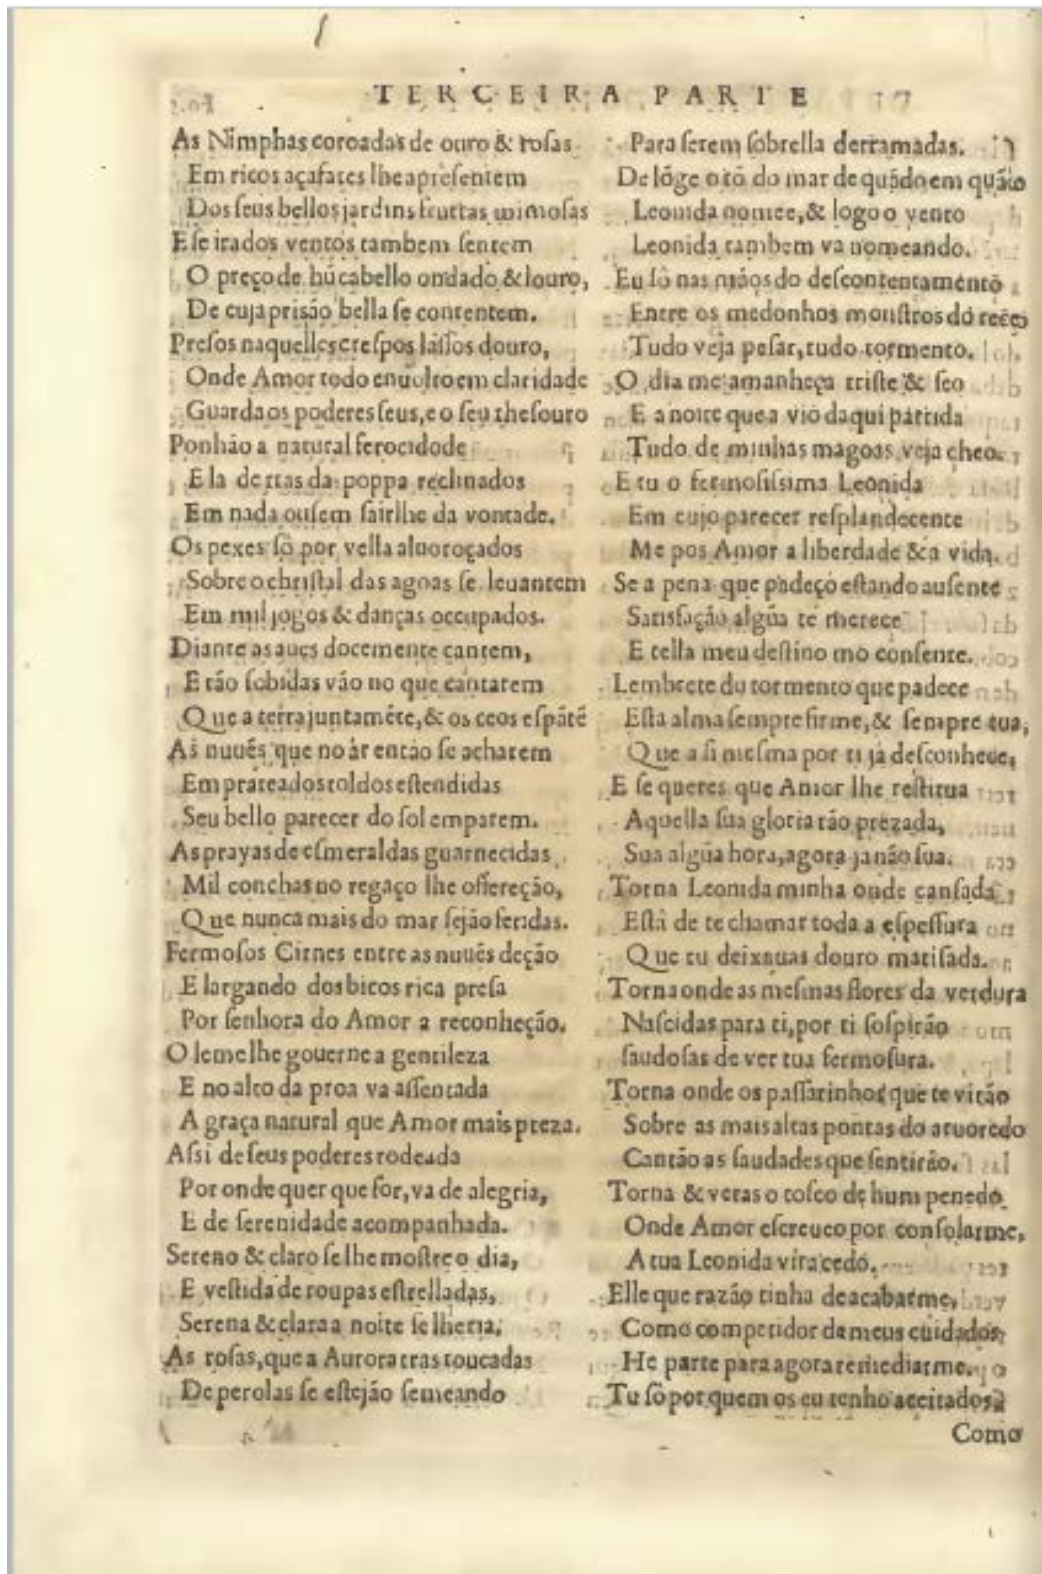 TERCEIRA PARTE
As Nimphas coroadas de ouro & rosas
Em ricos açafates lhe apresentem
Dos seus bellos jardins fruttas mimosas
E se irados ventos tambem sentem
O preço de hũ cabello ondado & louro,
De cuja prisão bella se contentem.
Presos naquelles crespos lássos douro,
Onde Amor todo enuolto em claridade
Guarda os poderes seus, e o seu thesouro
Ponhão a natural ferocidode
E la detras da poppa reclinados
Em nada ousem sairlhe da vontade.
Os pexes sò por vella aluoroçados
Sobre o christal das agoas se leuantem
Em mil jogos & danças occupados.
Diante as aues docemente cantem,
E tão sobidas vão no que cantarem
Que a terra juntamẽte, & os ceos espãtẽ
As nuuẽs que no àr então se acharem
Em prateados toldos estendidas
Seu bello parecer do sol emparem.
As prayas de esmeraldas guarnecidas
Mil conchas no regaço lhe offereção,
Que nunca mais do mar sejão feridas.
Fermosos Cirnes entre as nuuẽs deção
E largando dos bicos rica presa
Por senhora do Amor a reconheção.
O leme lhe gouerne a gentileza
E no alto da proa va assentada
A graça natural que Amor mais preza.
Assi de seus poderes rodeada
Por onde quer que for, va de alegria,
E de serenidade acompanhada.
Sereno & claro se lhe mostre o dia,
E vestida de roupas estrelladas,
Serena & clara a noite se lhe ria,
As rosas, que a Aurora tras toucadas
De perolas se estejão semeando
Para serem sobrella derramadas.
De lõge o tõ do mar de quãdo em quãto
Leonida nomee, & logo o vento
Leonida tambem va nomeando.
Eu sò nas mãos do descontentamento
Entre os medonhos monstros do receo
Tudo veja pesar, tudo tormento.
O dia me amanheça triste & feo
E a noite que a vio daqui partida
Tudo de minhas magoas veja cheo.
E tu o fermosissima Leonida
Em cujo parecer resplandecente
Me pos Amor a liberdade & a vida.
Se a pena que padeço estando ausente
Satisfação algũa te merece
E tella meu destino mo consente.
Lembrete do tormento que padece
Esta alma sempre firme, & sempre tua,
Que a si mesma por ti já desconhece,
E se queres que Amor lhe restitua
Aquella sua gloria tão prezada,
Sua algũa hora, agora ja não sua.
Torna Leonida minha onde cansada
Está de te chamar toda a espessura
Que tu deixauas douro matisada.
Torna onde as mesmas flores da verdura
Nascidas para ti, por ti sospirão
saudosas de ver tua fermosura.
Torna onde os passarinhos que te virão
Sobre as mais altas pontas do aruoredo
Cantão as saudades que sentirão.
Torna & veras o tosco de hum penedo
Onde Amor escreueo por consolarme,
A tua Leonida vira cedo.
Elle que razão tinha de acabarme,
Como competidor de meus cuidados
He parte para agora remediarme.
Tu sò por quem os eu tenho aceitados
Como